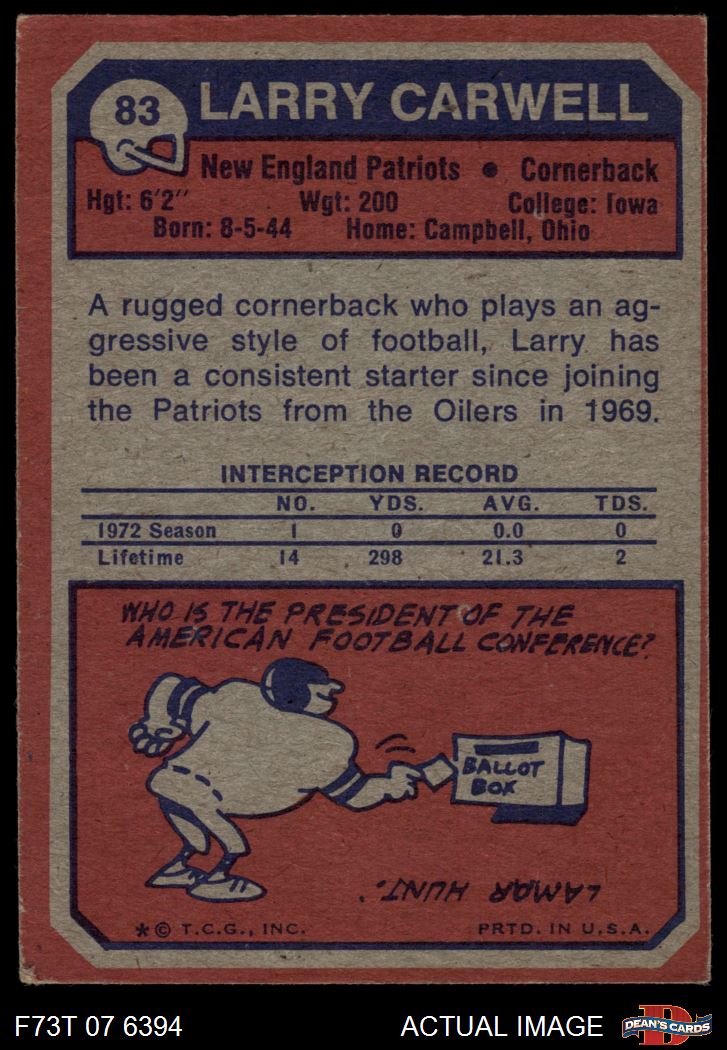 83
LARRY CARWELL
New England Patriots • Cornerback
Hgt: 6'2" Wgt: 200 College: Iowa
Born: 8-5-44 Home: Campbell, Ohio
A rugged cornerback who plays an ag-
gressive style of football, Larry has
been a consistent starter since joining
the Patriots from the Oilers in 1969.
INTERCEPTION RECORD
NO. YDS. AVG. TDS.
1972 Season 1 0 0.0 0
Lifetime 14 298 21.3 2
WHO IS THE PRESIDENT OF THE
AMERICAN FOOTBALL CONFERENCE?
BALLOT
BOX
LAMAR HUNT.
*© T.C.G., INC. PRTD. IN U.S.A.
F73T 07 6394 ACTUAL IMAGE
D
DEAN'S CARDS